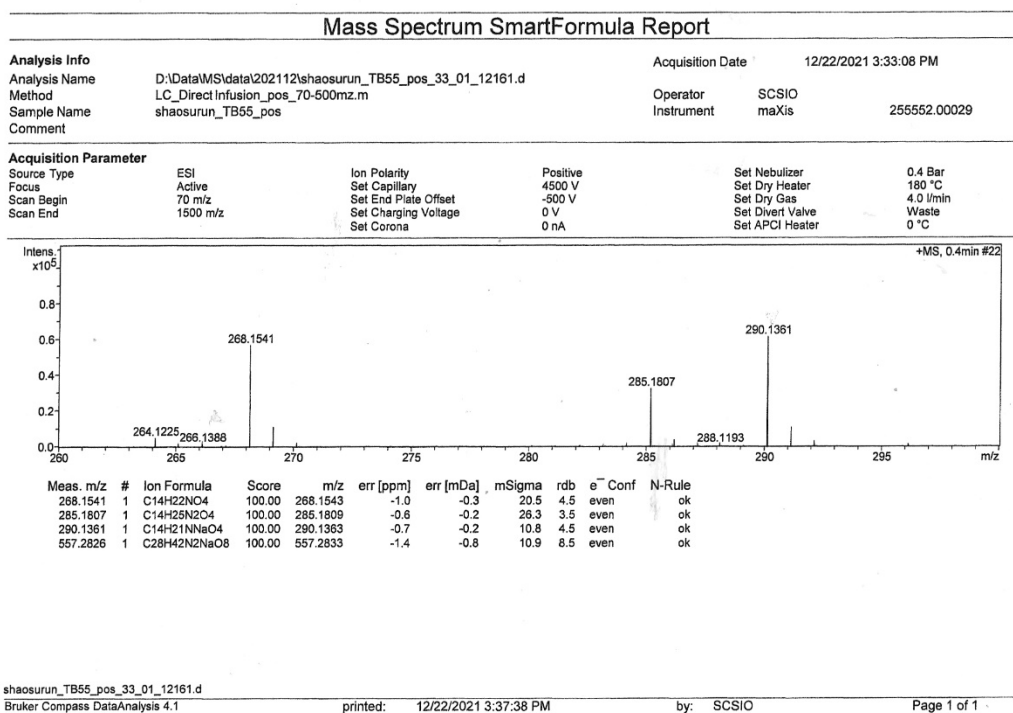 Mass Spectrum SmartFormula Report
Analysis Info
Acquisition Date 12/22/2021 3:33:08 PM
Analysis Name D:\Data\MS\data\202112\shaosurun_TB55_pos_33_01_12161.d
Method LC_Direct Infusion_pos_70-500mz.m Operator SCSIO
Sample Name shaosurun_TB55_pos Instrument maXis 255552.00029
Comment
Acquisition Parameter
Source Type ESI Ion Polarity Positive Set Nebulizer 0.4 Bar
Focus Active Set Capillary 4500 V Set Dry Heater 180 °C
Scan Begin 70 m/z Set End Plate Offset -500 V Set Dry Gas 4.0 l/min
Scan End 1500 m/z Set Charging Voltage 0 V Set Divert Valve Waste
Set Corona 0 nA Set APCI Heater 0 °C
Intens.
x10⁵
+MS, 0.4min #22
0.8
0.6
0.4
0.2
0.0
268.1541
290.1361
285.1807
264.1225
266.1388
288.1193
260 265 270 275 280 285 290 295 m/z
Meas. m/z # Ion Formula Score m/z err [ppm] err [mDa] mSigma rdb e⁻ Conf N-Rule
268.1541 1 C14H22NO4 100.00 268.1543 -1.0 -0.3 20.5 4.5 even ok
285.1807 1 C14H25N2O4 100.00 285.1809 -0.6 -0.2 26.3 3.5 even ok
290.1361 1 C14H21NNaO4 100.00 290.1363 -0.7 -0.2 10.8 4.5 even ok
557.2826 1 C28H42N2NaO8 100.00 557.2833 -1.4 -0.8 10.9 8.5 even ok
shaosurun_TB55_pos_33_01_12161.d
Bruker Compass DataAnalysis 4.1 printed: 12/22/2021 3:37:38 PM by: SCSIO Page 1 of 1